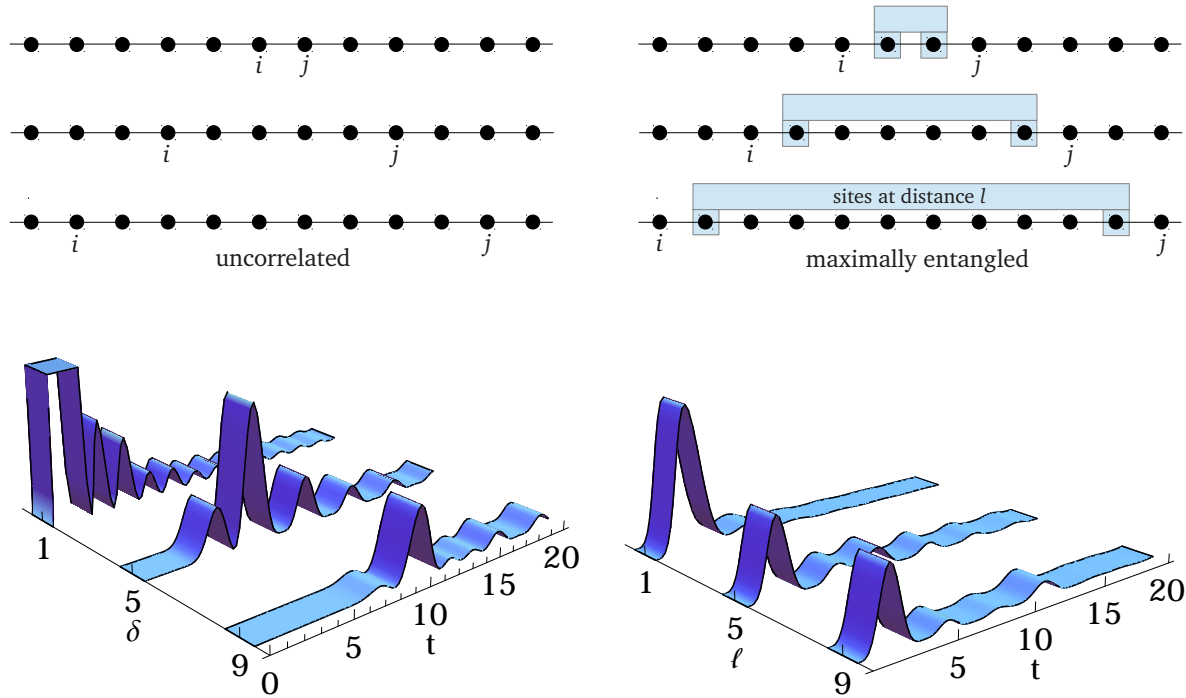 i j
i j
i j
uncorrelated
i j
i j
sites at distance l
i j
maximally entangled
1
5
9
δ
0
5
10
15
20
t
1
5
9
ℓ
5
10
15
20
t